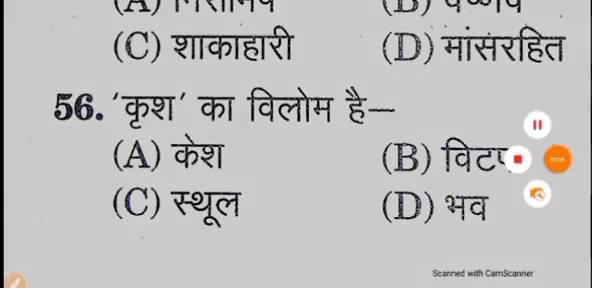 (C) शाकाहारी (D) मांसरहित
56. 'कृश' का विलोम है—
(A) केश (B)
(C) स्थूल (D) भव
Scanned with CamScanner